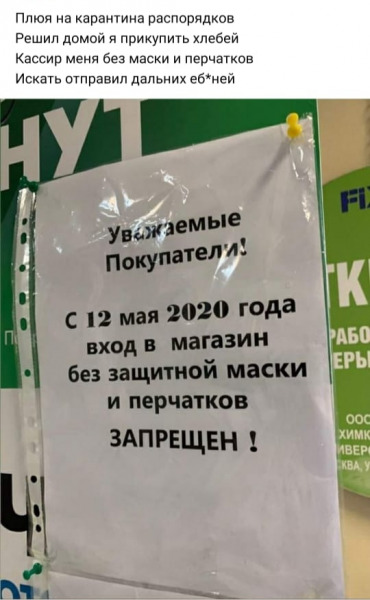 Плюя на карантина распорядков
Решил домой я прикупить хлебей
Кассир меня без маски и перчатков
Искать отправил дальних еб*ней
НУТ
Уважаемые
Покупатели!
С 12 мая 2020 года
вход в магазин
без защитной маски
и перчатков
ЗАПРЕЩЕН !